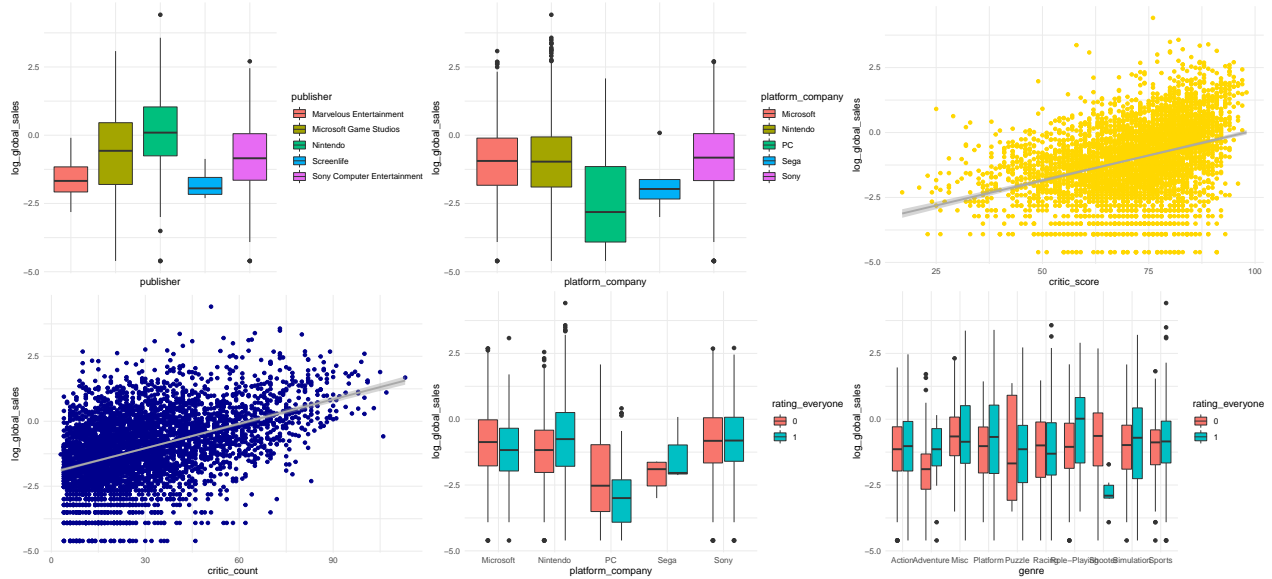 log_global_sales
2.5
0.0
−2.5
−5.0
publisher
publisher
Marvelous Entertainment
Microsoft Game Studios
Nintendo
Screenlife
Sony Computer Entertainment
log_global_sales
2.5
0.0
−2.5
−5.0
platform_company
platform_company
Microsoft
Nintendo
PC
Sega
Sony
log_global_sales
2.5
0.0
−2.5
−5.0
25 50 75 100
critic_score
log_global_sales
2.5
0.0
−2.5
−5.0
0 30 60 90
critic_count
log_global_sales
2.5
0.0
−2.5
−5.0
Microsoft Nintendo PC Sega Sony
platform_company
rating_everyone
0
1
log_global_sales
2.5
0.0
−2.5
−5.0
Action Adventure Misc Platform Puzzle Racing Role−Playing Shooter Simulation Sports
genre
rating_everyone
0
1